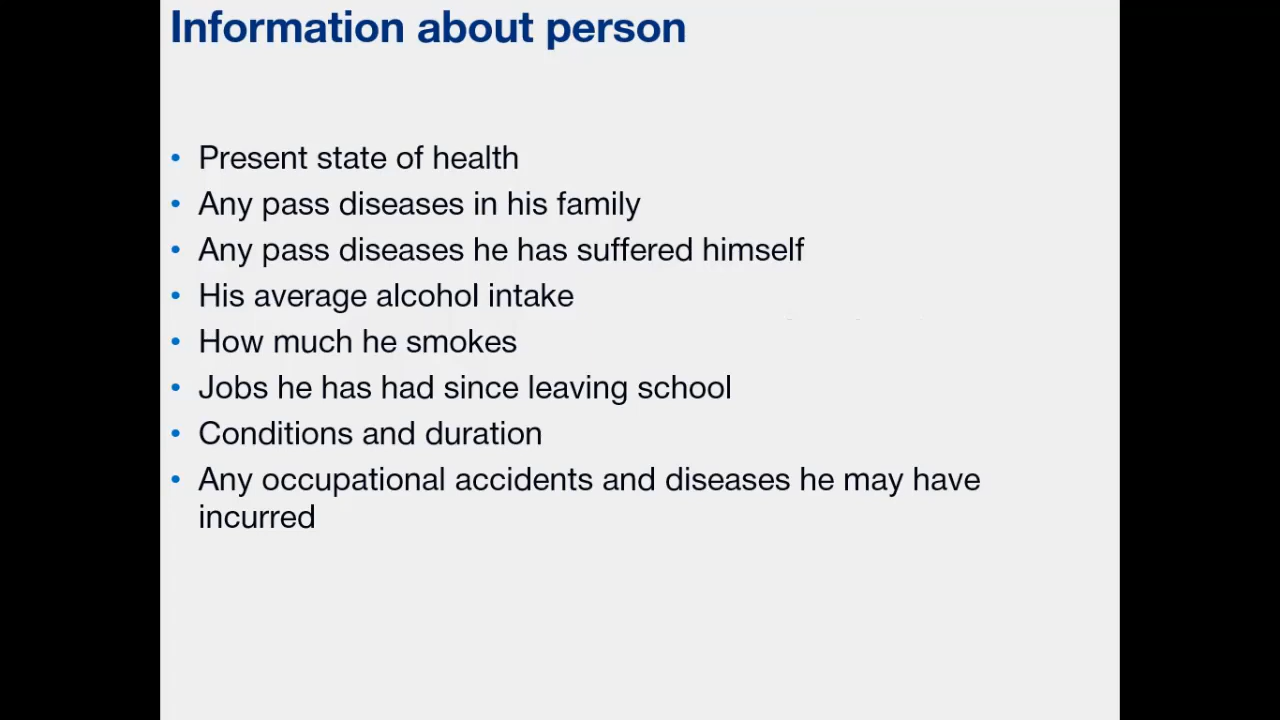 Information about person
• Present state of health
• Any pass diseases in his family
• Any pass diseases he has suffered himself
• His average alcohol intake
• How much he smokes
• Jobs he has had since leaving school
• Conditions and duration
• Any occupational accidents and diseases he may have
incurred